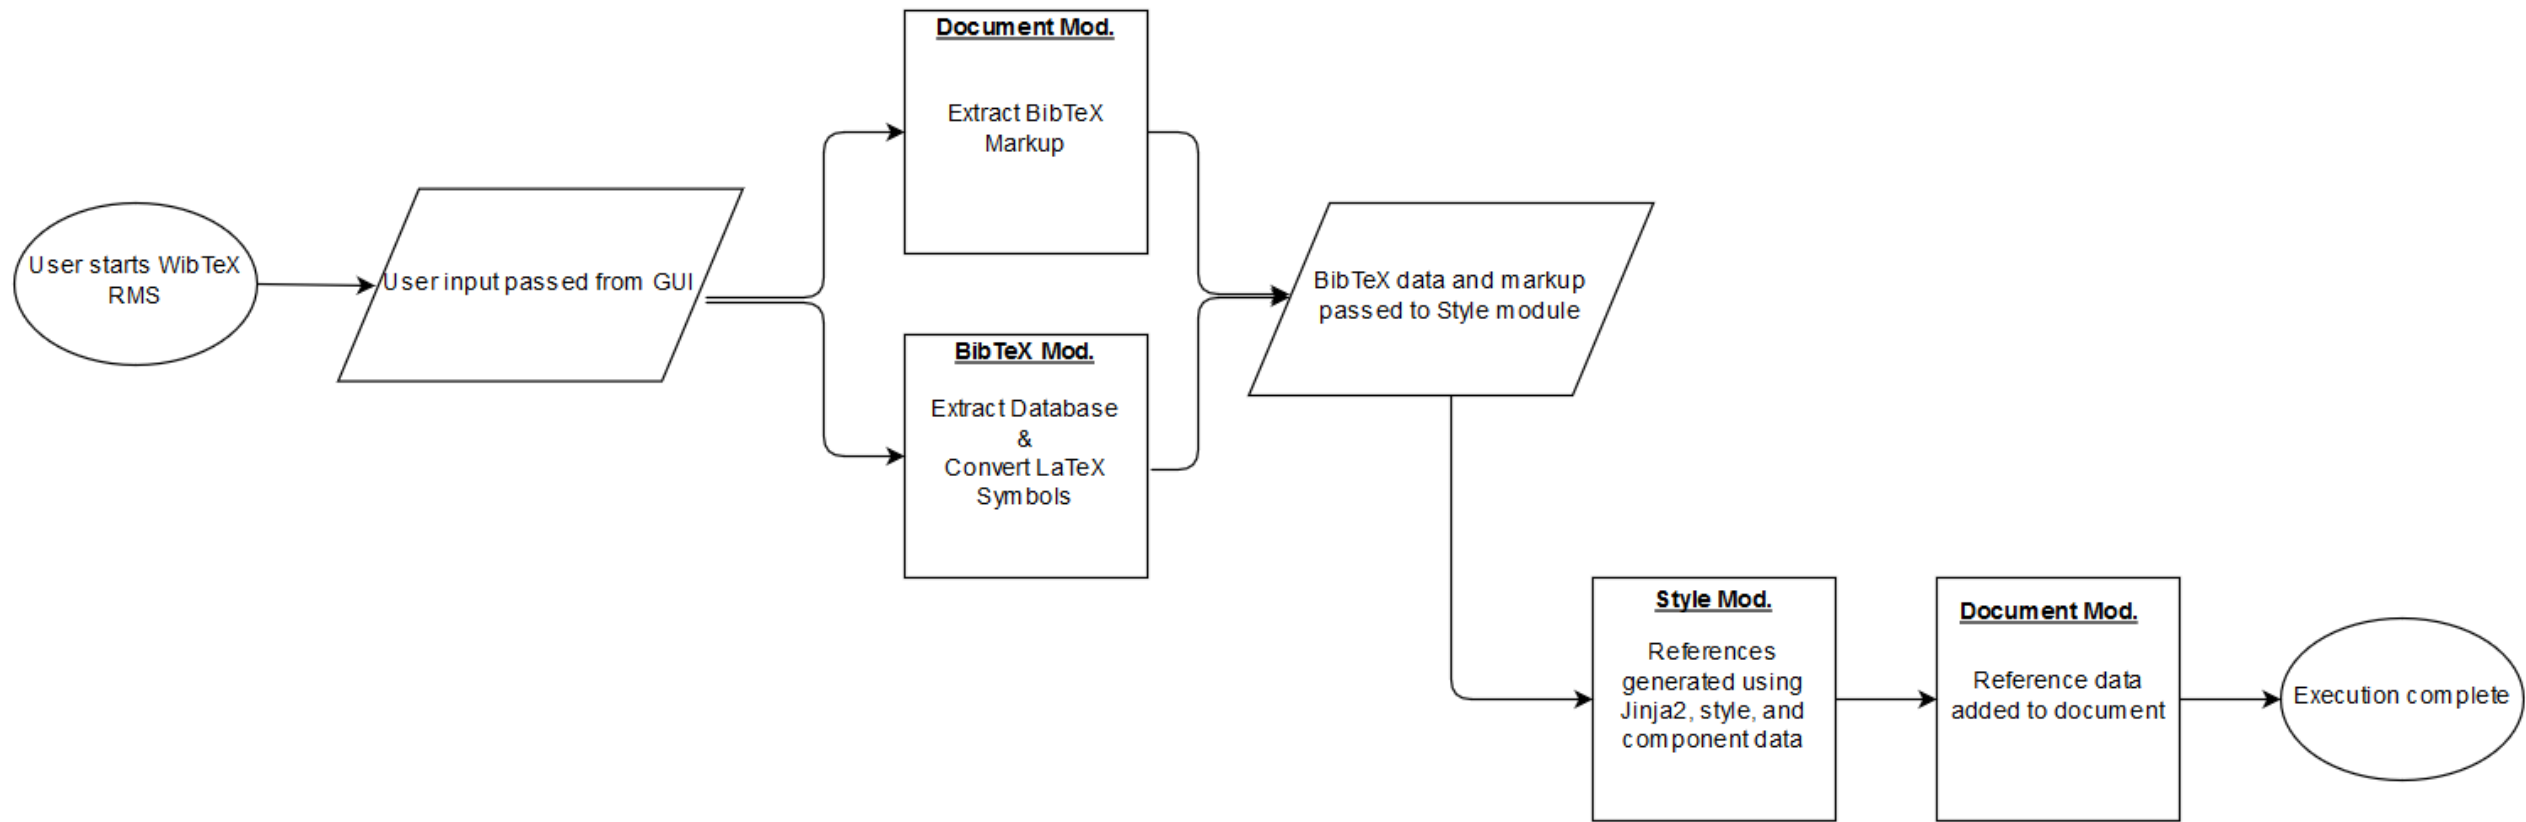 User starts WibTeX
RMS
User input passed from GUI
Document Mod.
Extract BibTeX
Markup
BibTeX Mod.
Extract Database
&
Convert LaTeX
Symbols
BibTeX data and markup
passed to Style module
Style Mod.
References
generated using
Jinja2, style, and
component data
Document Mod.
Reference data
added to document
Execution complete